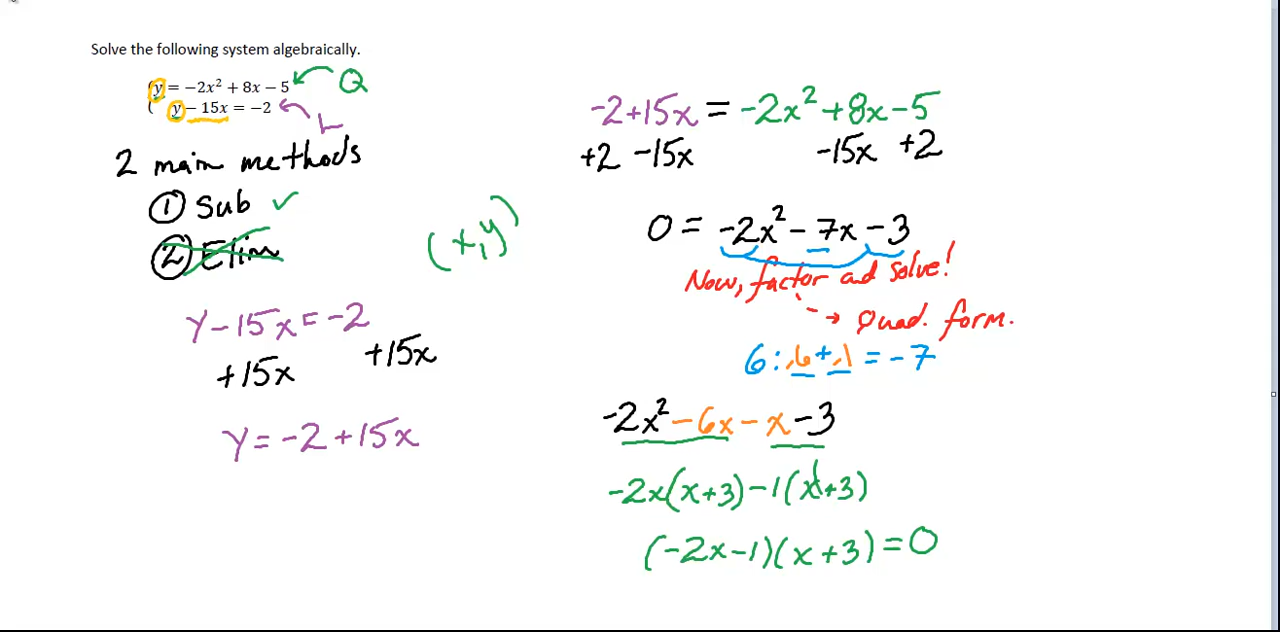 Solve the following system algebraically.
y = −2x² + 8x − 5
Q
y − 15x = −2
L
2 main methods
① Sub ✓
② Elim
(x,y)
y-15x=-2
+15x +15x
y=-2+15x
-2+15x = -2x²+8x-5
+2 -15x -15x +2
0 = -2x²-7x-3
Now, factor and solve!
→ Quad. form.
6: -6+-1 = -7
-2x²-6x-x-3
-2x(x+3)-1(x+3)
(-2x-1)(x+3)=0